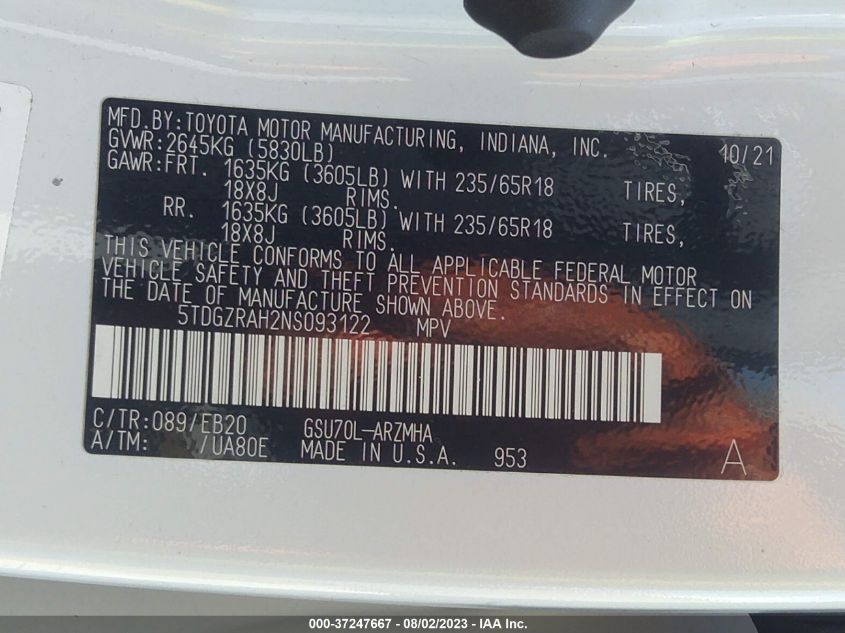 MFD.BY:TOYOTA MOTOR MANUFACTURING, INDIANA, INC. 10/21
GVWR:2645KG (5830LB)
GAWR:FRT. 1635KG (3605LB) WITH 235/65R18 TIRES,
18X8J RIMS.
RR. 1635KG (3605LB) WITH 235/65R18 TIRES,
18X8J RIMS.
THIS VEHICLE CONFORMS TO ALL APPLICABLE FEDERAL MOTOR
VEHICLE SAFETY AND THEFT PREVENTION STANDARDS IN EFFECT ON
THE DATE OF MANUFACTURE SHOWN ABOVE.
5TDGZRAH2NS093122 MPV
C/TR:089/EB20 GSU70L-ARZMHA
A/TM: /UA80E MADE IN U.S.A. 953 A
000-37247667 - 08/02/2023 - IAA Inc.